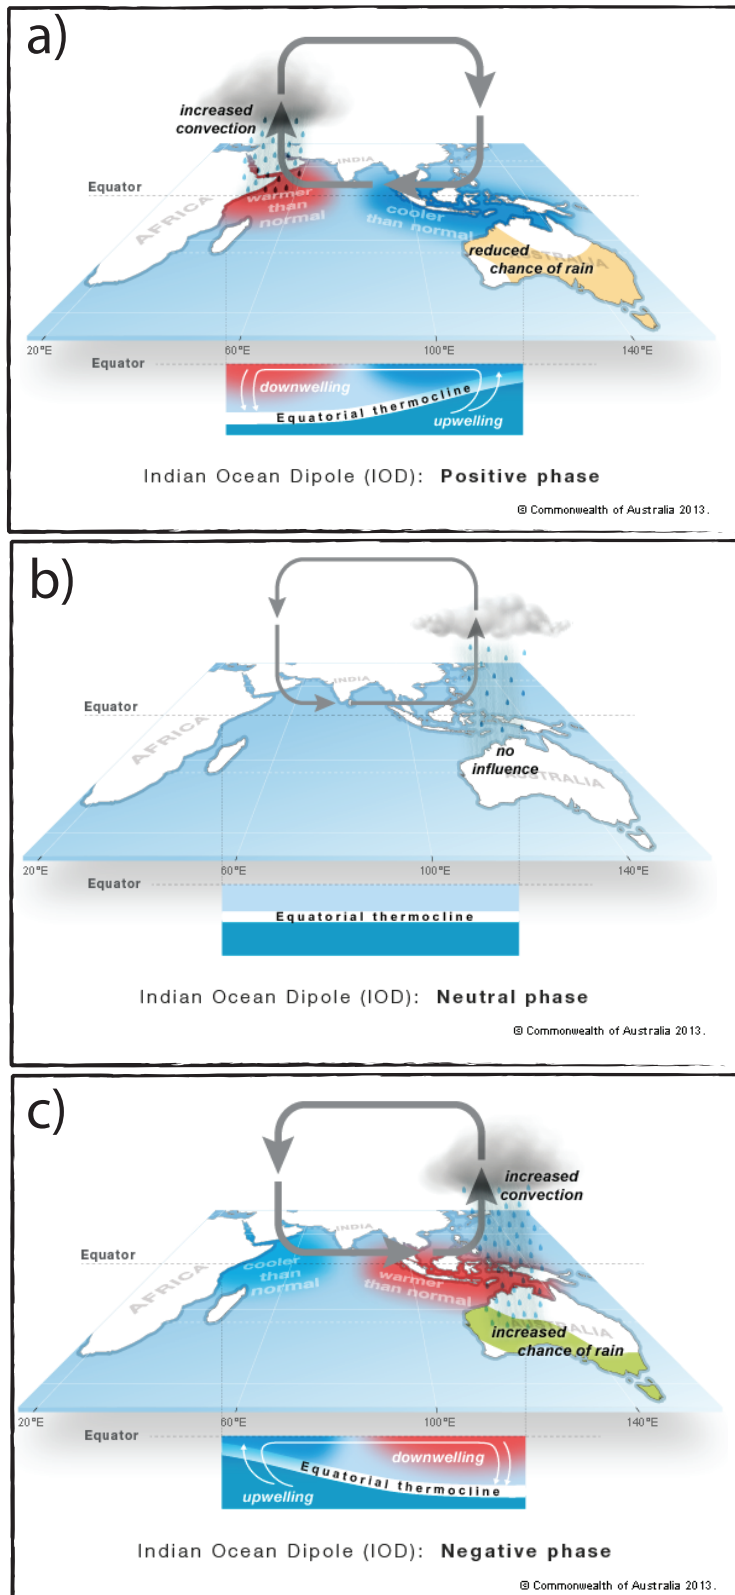 a)
increased
convection
INDIA
Equator
AFRICA
warmer
than
normal
cooler
than normal
AUSTRALIA
reduced
chance of rain
20°E
60°E
100°E
140°E
Equator
downwelling
Equatorial thermocline
upwelling
Indian Ocean Dipole (IOD): Positive phase
© Commonwealth of Australia 2013.
b)
INDIA
Equator
AFRICA
no
influence
AUSTRALIA
20°E
60°E
100°E
140°E
Equator
Equatorial thermocline
Indian Ocean Dipole (IOD): Neutral phase
© Commonwealth of Australia 2013.
c)
increased
convection
INDIA
Equator
AFRICA
cooler
than
normal
warmer
than normal
AUSTRALIA
increased
chance of rain
20°E
60°E
100°E
140°E
Equator
downwelling
Equatorial thermocline
upwelling
Indian Ocean Dipole (IOD): Negative phase
© Commonwealth of Australia 2013.